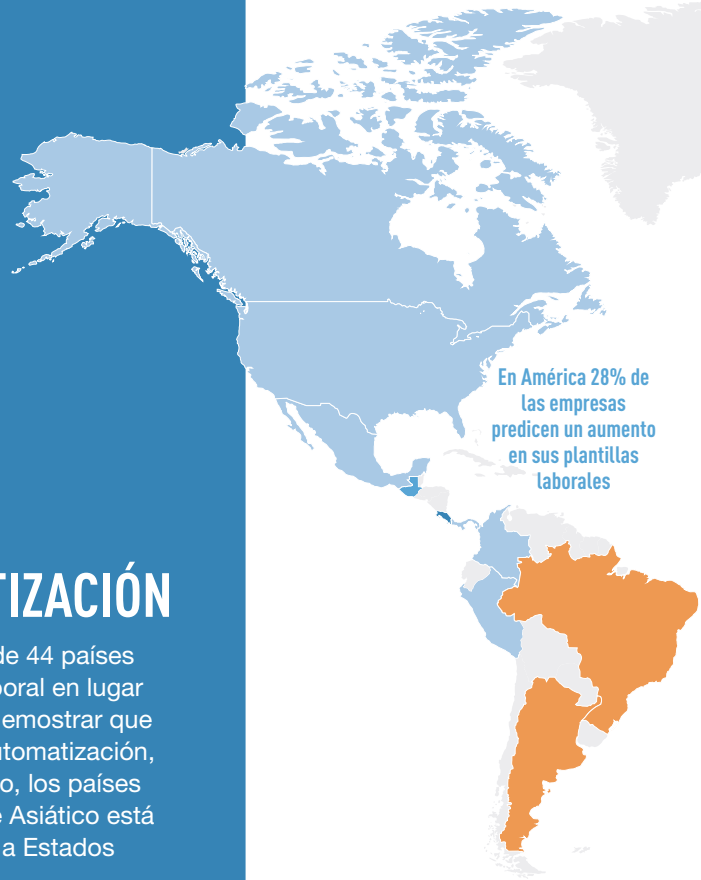 En América 28% de
las empresas
predicen un aumento
en sus plantillas
laborales
TIZACIÓN
de 44 países
poral en lugar
emostrar que
utomatización,
o, los países
e Asiático está
a Estados